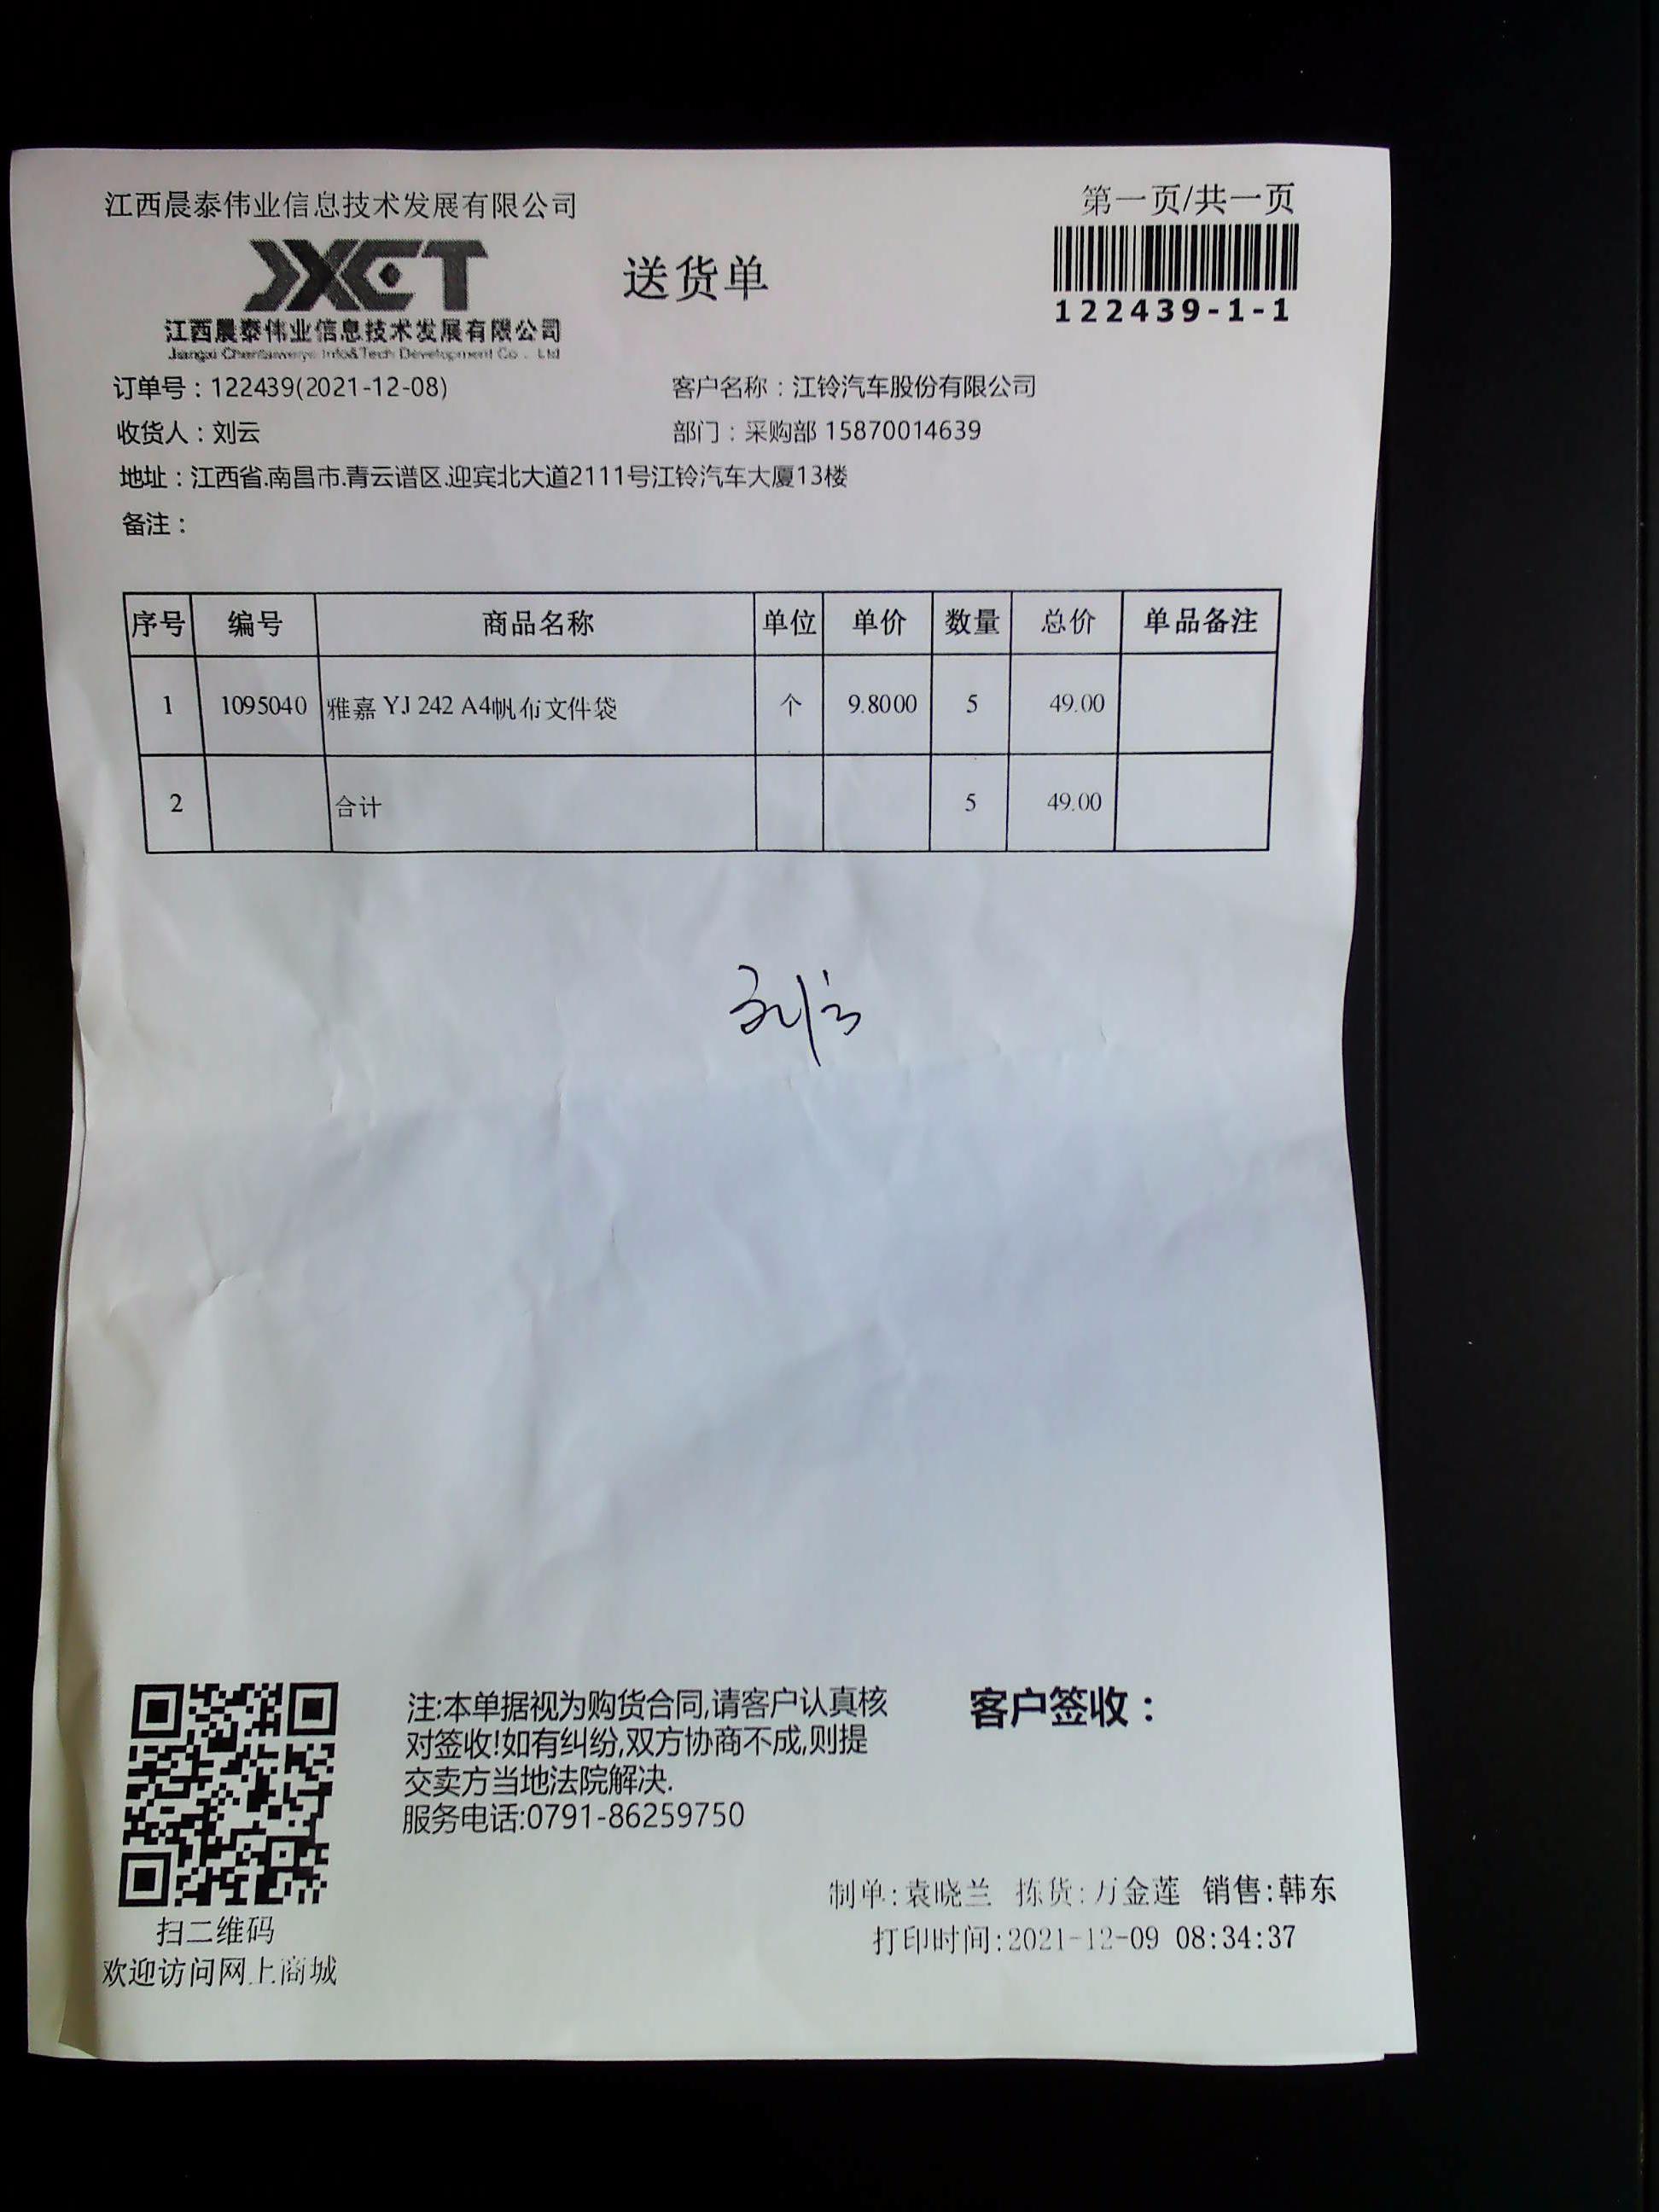 江西晨泰伟业信息技术发展有限公司
第一页/共一页
JXCT
送货单
122439-1-1
江西晨泰伟业信息技术发展有限公司
Jiangxi Chentaiweiye Info&Tech Development Co., Ltd
订单号：122439(2021-12-08) 客户名称：江铃汽车股份有限公司
收货人：刘云 部门：采购部 15870014639
地址：江西省.南昌市.青云谱区.迎宾北大道2111号江铃汽车大厦13楼
备注：
序号 编号 商品名称 单位 单价 数量 总价 单品备注
1 1095040 雅嘉 YJ 242 A4帆布文件袋 个 9.8000 5 49.00
2 合计 5 49.00
刘云
注:本单据视为购货合同,请客户认真核
对签收!如有纠纷,双方协商不成,则提
交卖方当地法院解决.
服务电话:0791-86259750
客户签收：
扫二维码
欢迎访问网上商城
制单:袁晓兰 拣货:万金莲 销售:韩东
打印时间:2021-12-09 08:34:37